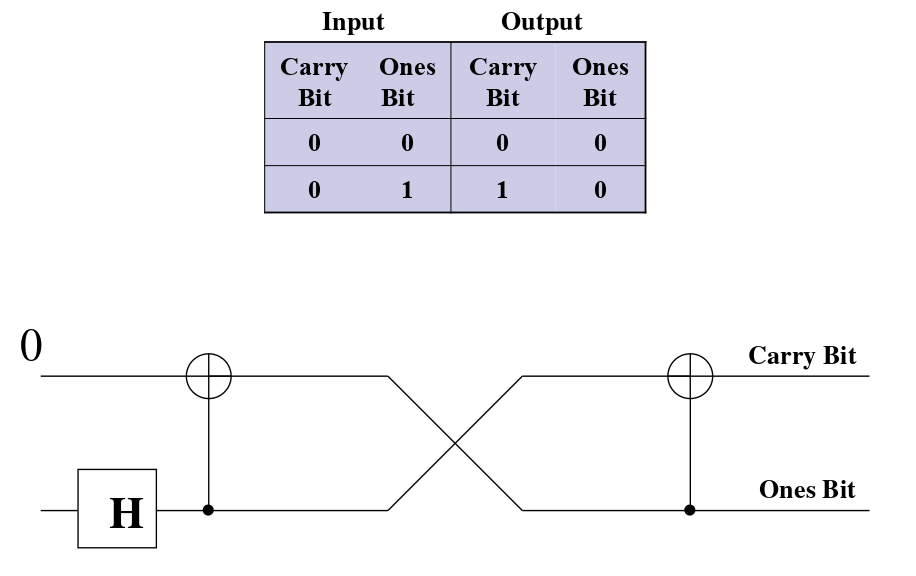 Input Output
Carry Bit Ones Bit Carry Bit Ones Bit
0 0 0 0
0 1 1 0
0
Carry Bit
H
Ones Bit